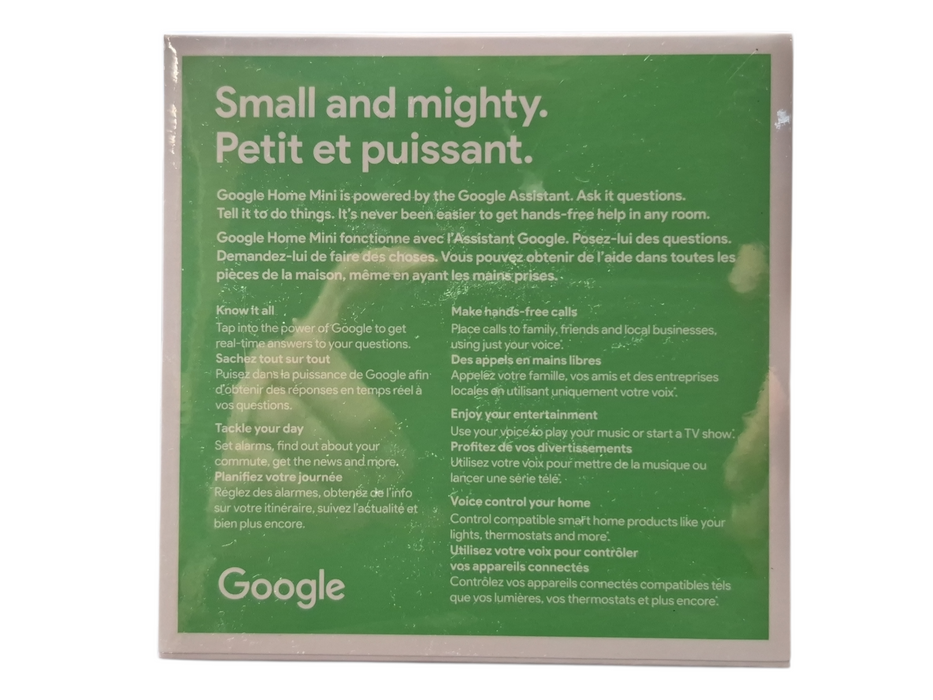 Small and mighty.
Petit et puissant.
Google Home Mini is powered by the Google Assistant. Ask it questions.
Tell it to do things. It's never been easier to get hands-free help in any room.
Google Home Mini fonctionne avec l'Assistant Google. Posez-lui des questions.
Demandez-lui de faire des choses. Vous pouvez obtenir de l'aide dans toutes les
pièces de la maison, même en ayant les mains prises.
Know It all
Tap into the power of Google to get
real-time answers to your questions.
Sachez tout sur tout
Puisez dans la puissance de Google afin
d'obtenir des réponses en temps réel à
vos questions.
Tackle your day
Set alarms, find out about your
commute, get the news and more.
Planifiez votre journée
Réglez des alarmes, obtenez de l'info
sur votre itinéraire, suivez l'actualité et
bien plus encore.
Make hands-free calls
Place calls to family, friends and local businesses,
using just your voice*.
Des appels en mains libres
Appelez votre famille, vos amis et des entreprises
locales en utilisant uniquement votre voix*.
Enjoy your entertainment
Use your voice to play your music or start a TV show*.
Profitez de vos divertissements
Utilisez votre voix pour mettre de la musique ou
lancer une série télé*.
Voice control your home
Control compatible smart home products like your
lights, thermostats and more*.
Utilisez votre voix pour contrôler
vos appareils connectés
Contrôlez vos appareils connectés compatibles tels
que vos lumières, vos thermostats et plus encore*.
Google